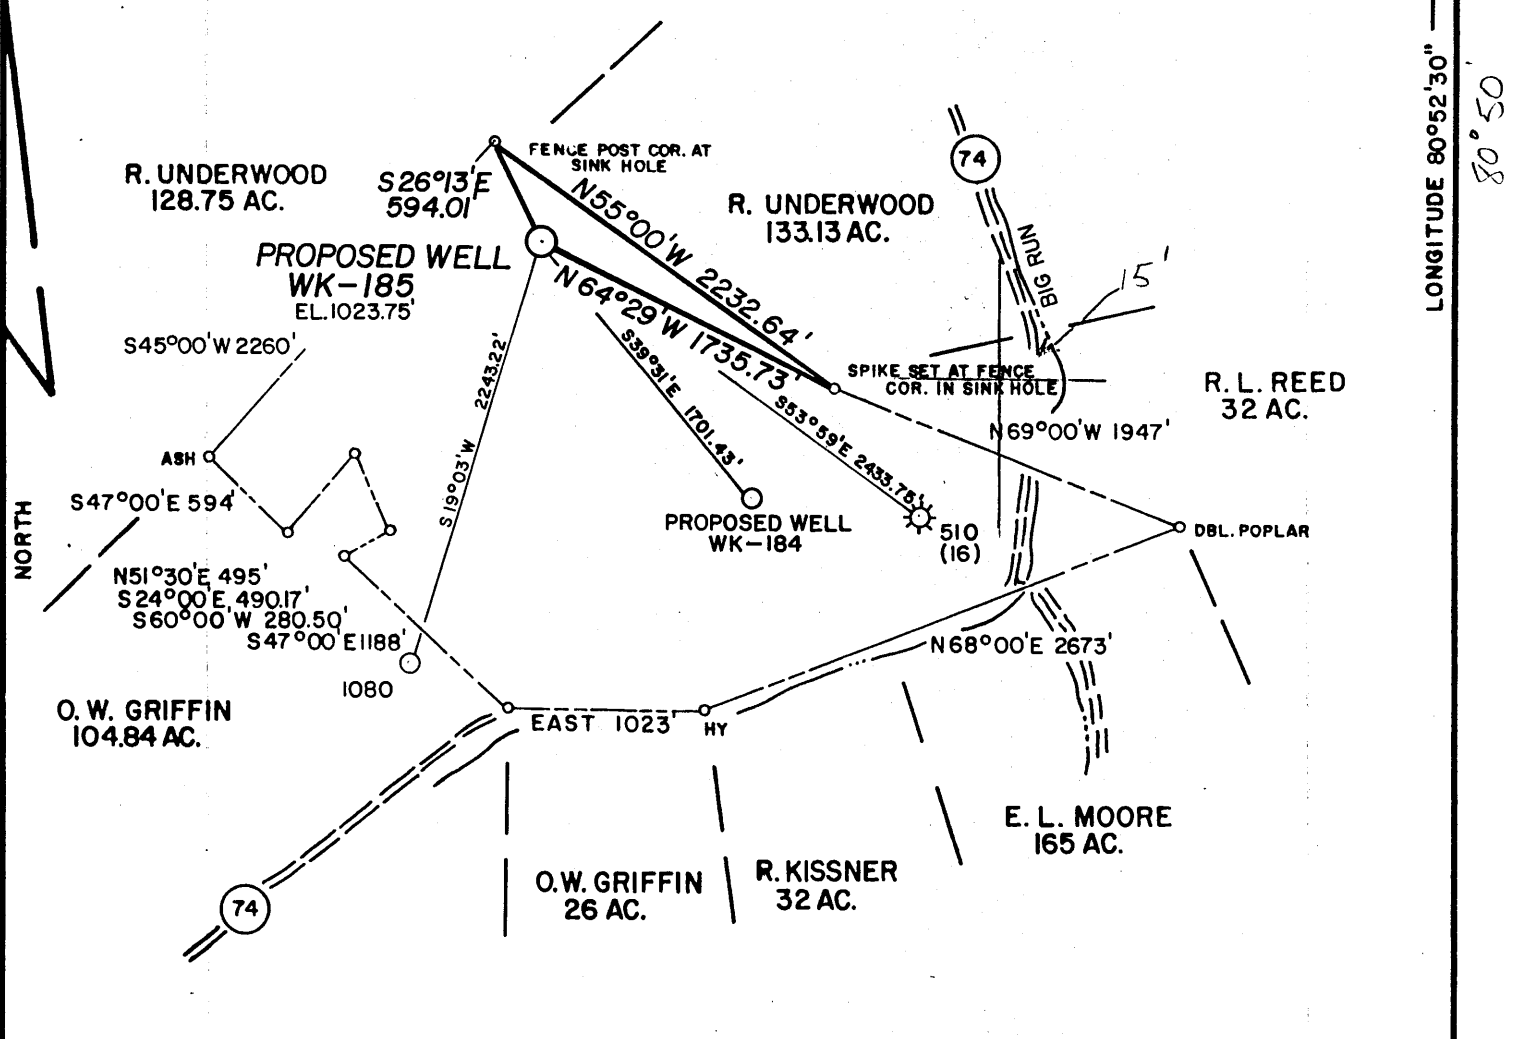 LONGITUDE 80°52'30"
80°50'
74
FENCE POST COR. AT
SINK HOLE
R. UNDERWOOD
128.75 AC.
S26°13'E
594.01'
N55°00'W 2232.64'
R. UNDERWOOD
133.13 AC.
BIG RUN
15'
PROPOSED WELL
WK-185
EL.1023.75'
N64°29'W 1735.73'
S45°00'W 2260'
S39°31'E 1701.43'
S19°03'W 2243.22'
SPIKE SET AT FENCE
COR. IN SINK HOLE
R. L. REED
32 AC.
S53°59'E 2433.75'
N69°00'W 1947'
ASH
S47°00'E 594'
NORTH
PROPOSED WELL
WK-184
510
(16)
DBL. POPLAR
N51°30'E 495'
S24°00'E 490.17'
S60°00'W 280.50'
S47°00'E 1188'
N68°00'E 2673'
1080
O. W. GRIFFIN
104.84 AC.
EAST 1023'
HY
E. L. MOORE
165 AC.
O.W. GRIFFIN
26 AC.
R. KISSNER
32 AC.
74